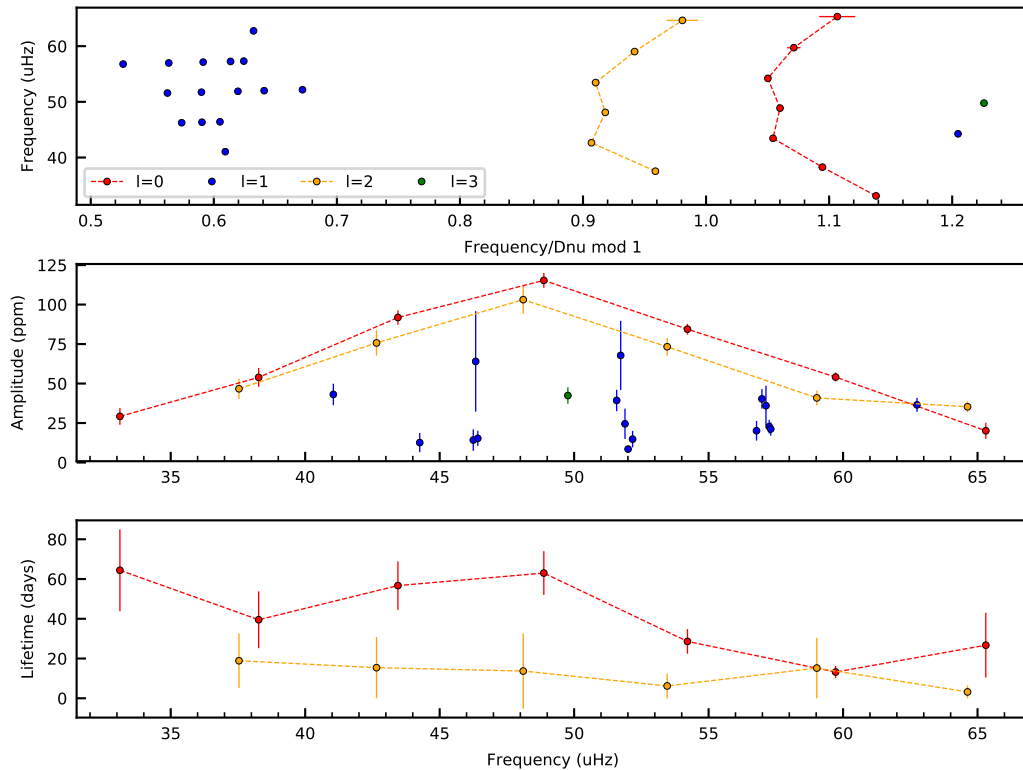 60
50
40
Frequency (uHz)
l=0 l=1 l=2 l=3
0.5 0.6 0.7 0.8 0.9 1.0 1.1 1.2
Frequency/Dnu mod 1
125
100
75
50
25
0
Amplitude (ppm)
35 40 45 50 55 60 65
80
60
40
20
0
Lifetime (days)
35 40 45 50 55 60 65
Frequency (uHz)